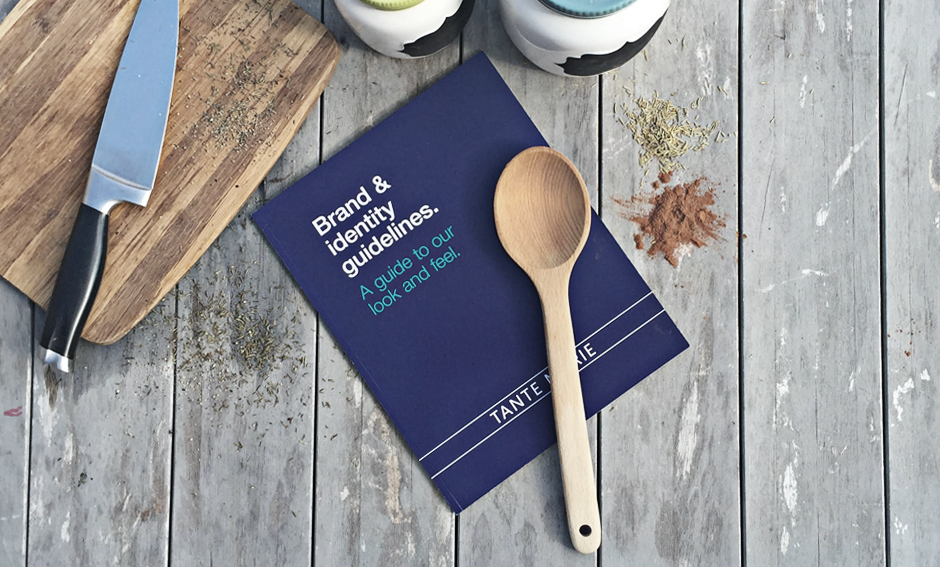 Brand &
identity
guidelines.
A guide to our
look and feel.
TANTE